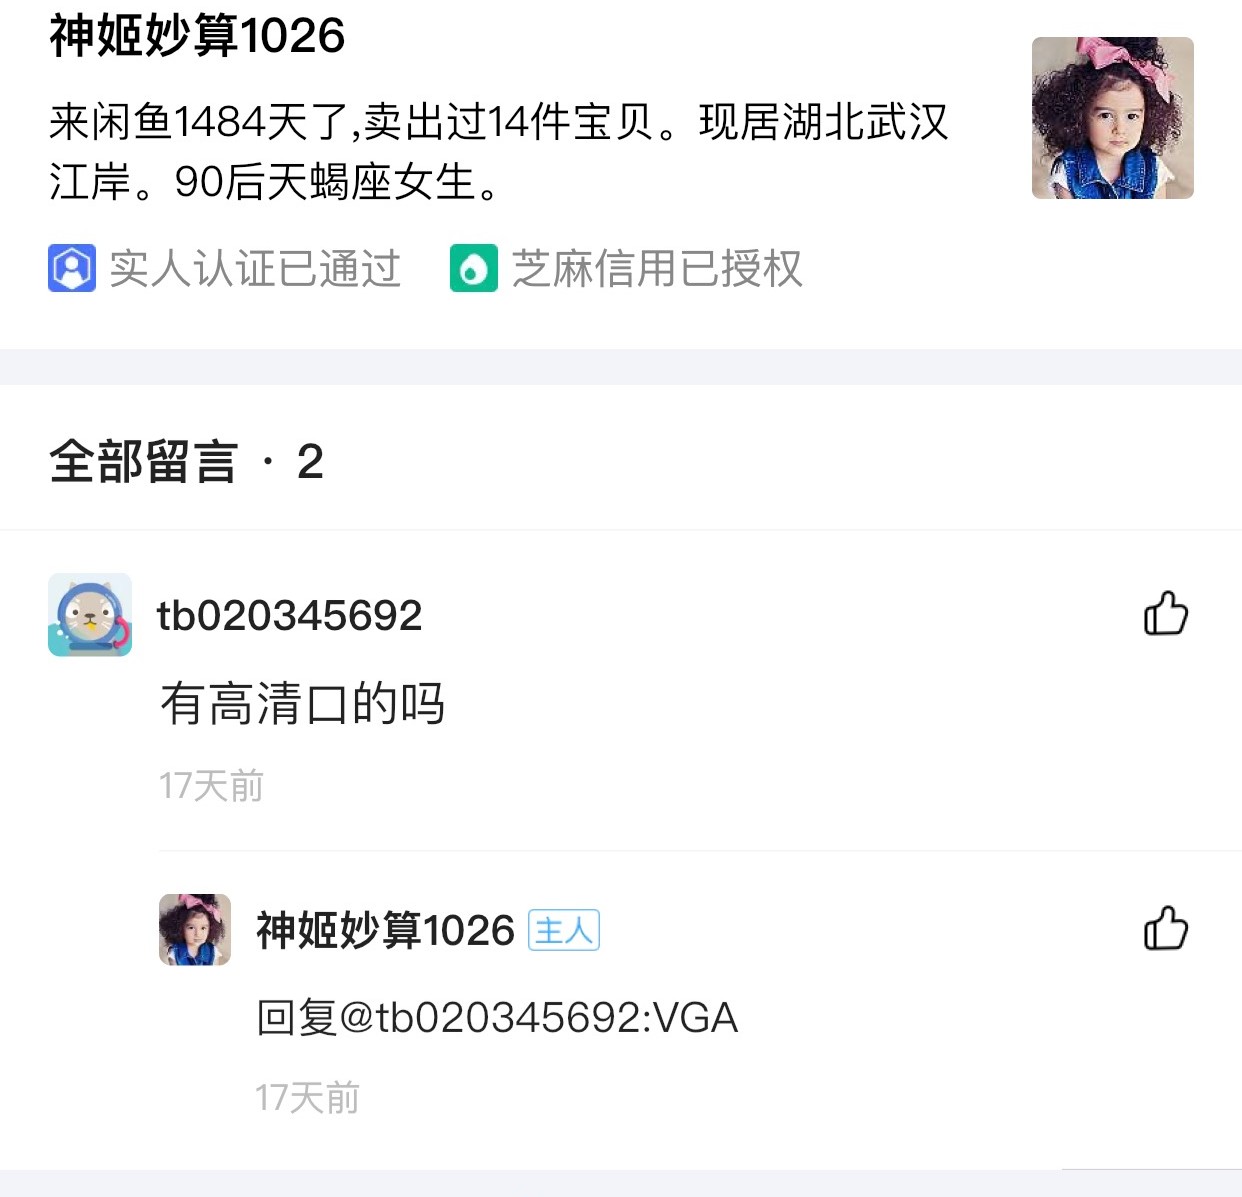 神姬妙算1026
来闲鱼1484天了,卖出过14件宝贝。现居湖北武汉
江岸。90后天蝎座女生。
实人认证已通过 芝麻信用已授权
全部留言 · 2
tb020345692
有高清口的吗
17天前
神姬妙算1026 主人
回复@tb020345692:VGA
17天前